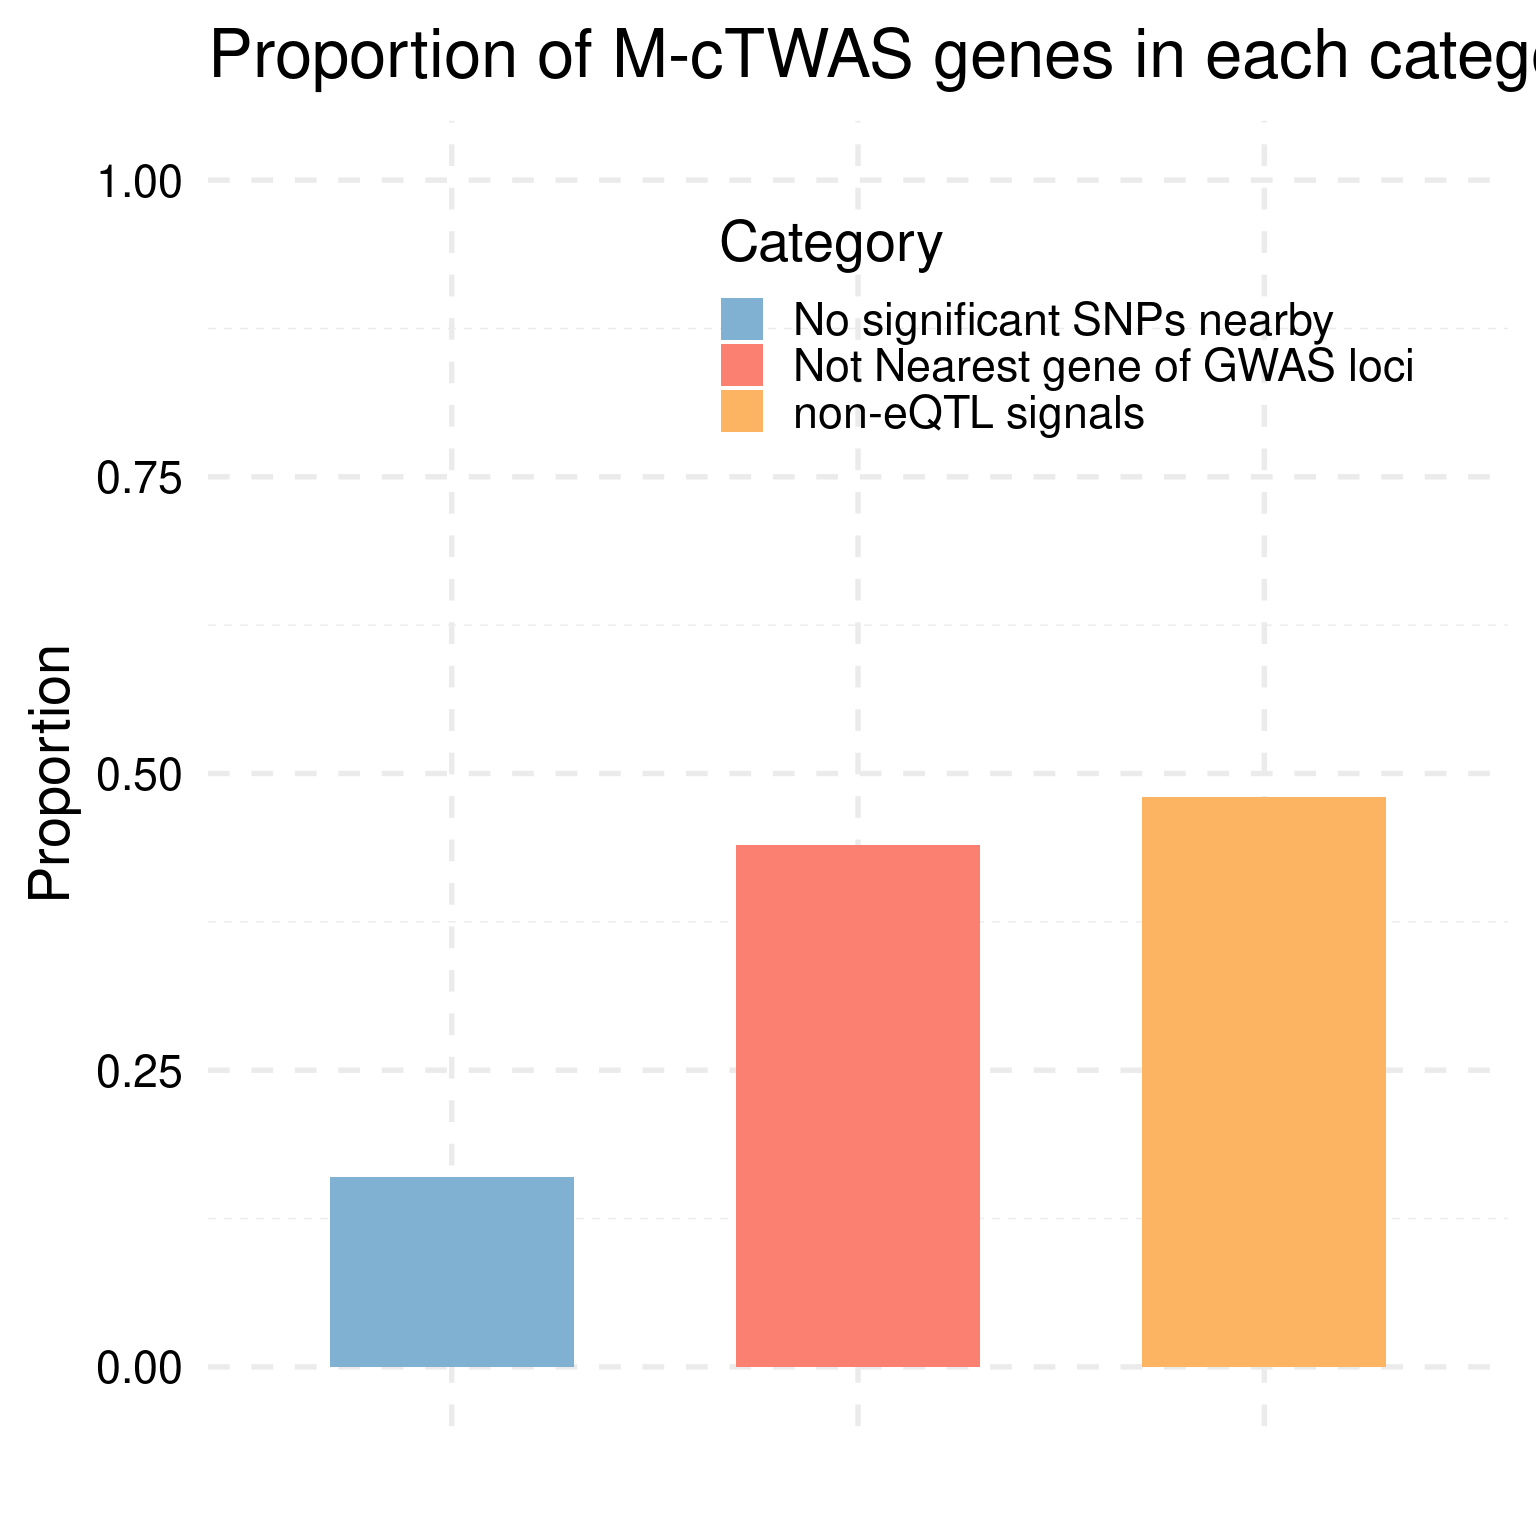 Proportion of M-cTWAS genes in each catego
1.00
Category
No significant SNPs nearby
Not Nearest gene of GWAS loci
non-eQTL signals
0.75
Proportion
0.50
0.25
0.00